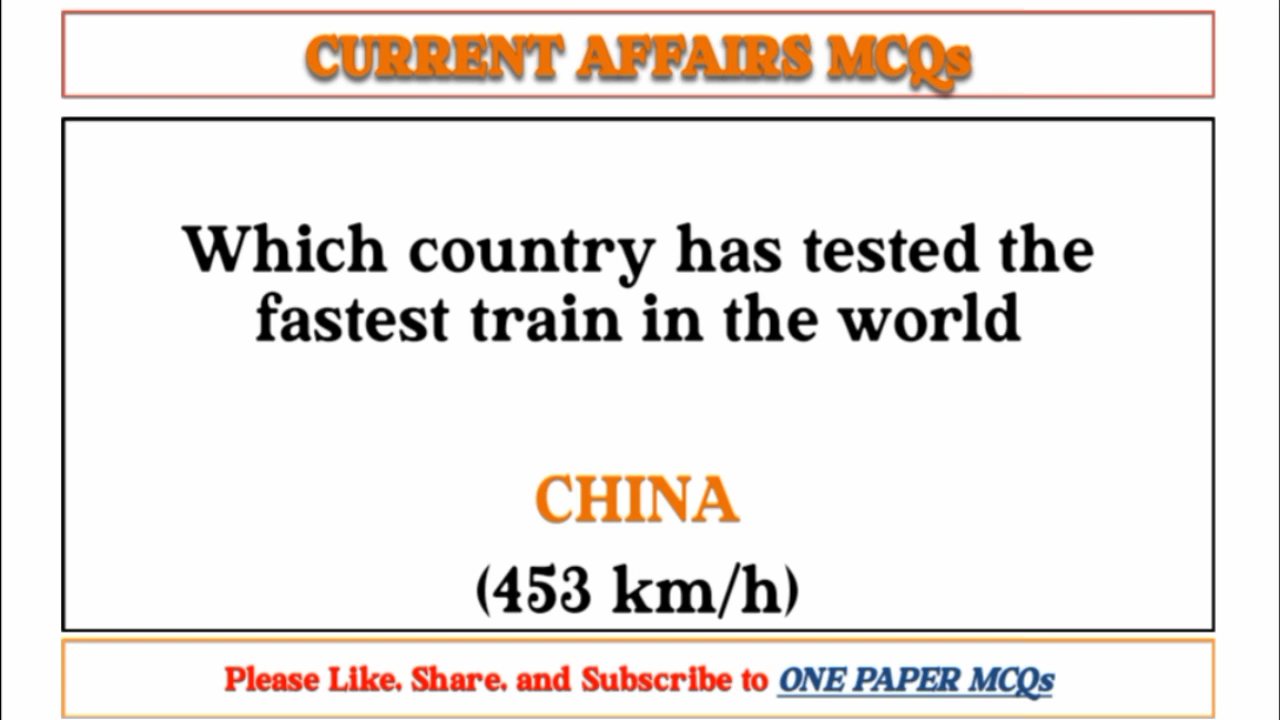 CURRENT AFFAIRS MCQs
Which country has tested the
fastest train in the world
CHINA
(453 km/h)
Please Like. Share. and Subscribe to ONE PAPER MCQs